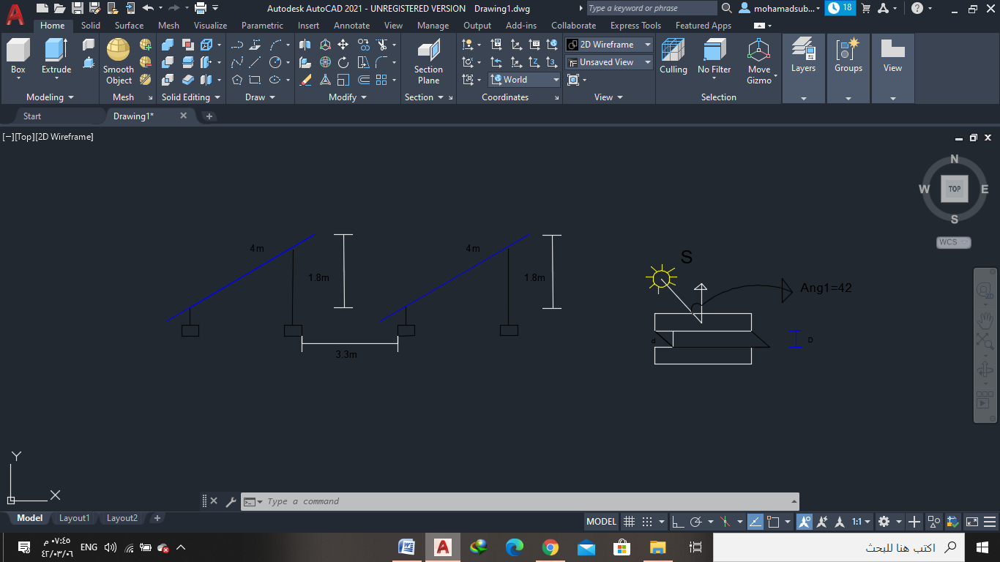 Autodesk AutoCAD 2021 - UNREGISTERED VERSION Drawing1.dwg
Type a keyword or phrase
mohamadsub...
18
Home Solid Surface Mesh Visualize Parametric Insert Annotate View Manage Output Add-ins Collaborate Express Tools Featured Apps
Box
Extrude
Smooth
Object
Section
Plane
World
2D Wireframe
Unsaved View
Culling
No Filter
Move
Gizmo
Layers
Groups
View
Modeling
Mesh
Solid Editing
Draw
Modify
Section
Coordinates
View
Selection
Start
Drawing1*
[−][Top][2D Wireframe]
N
W
TOP
E
S
WCS
2D
4m
1.8m
4m
1.8m
3.3m
S
Ang1=42
d
D
Y
X
Type a command
Model
Layout1
Layout2
MODEL
1:1
٠٧:٤٥ م
٤٢/٠٣/٠٦
ENG
اكتب هنا للبحث